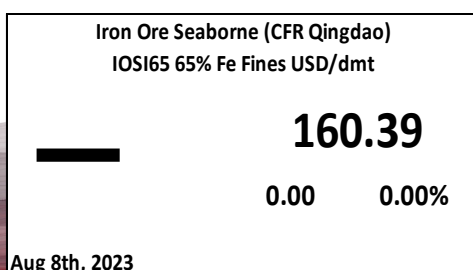 Iron Ore Seaborne (CFR Qingdao)
IOSI65 65% Fe Fines USD/dmt
160.39
0.00 0.00%
Aug 8th, 2023